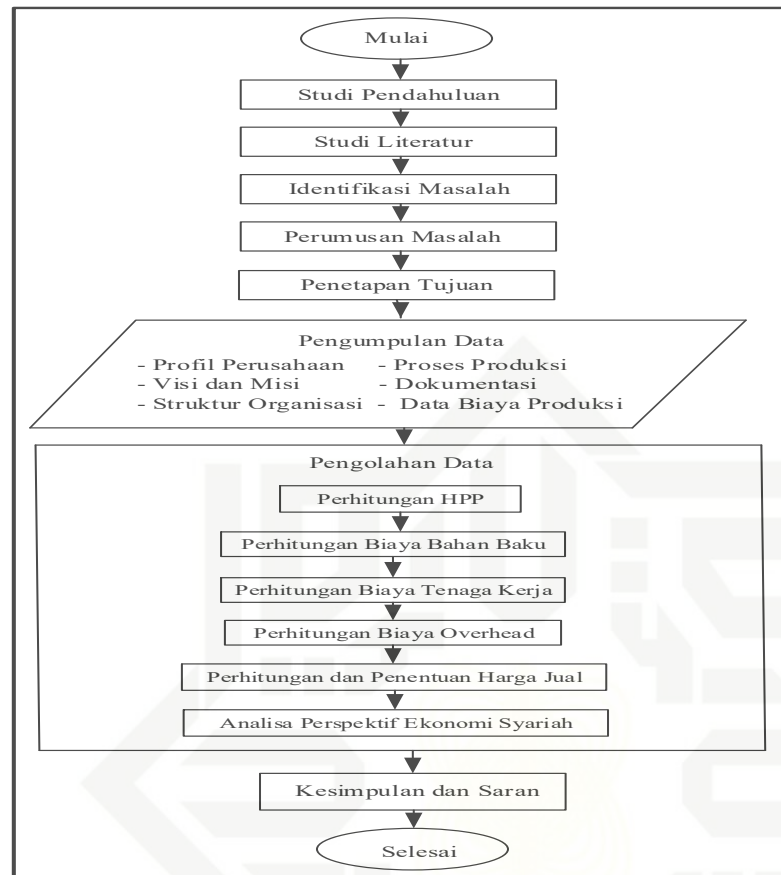 Mulai
Studi Pendahuluan
Studi Literatur
Identifikasi Masalah
Perumusan Masalah
Penetapan Tujuan
Pengumpulan Data
- Profil Perusahaan - Proses Produksi
- Visi dan Misi - Dokumentasi
- Struktur Organisasi - Data Biaya Produksi
Pengolahan Data
Perhitungan HPP
Perhitungan Biaya Bahan Baku
Perhitungan Biaya Tenaga Kerja
Perhitungan Biaya Overhead
Perhitungan dan Penentuan Harga Jual
Analisa Perspektif Ekonomi Syariah
Kesimpulan dan Saran
Selesai